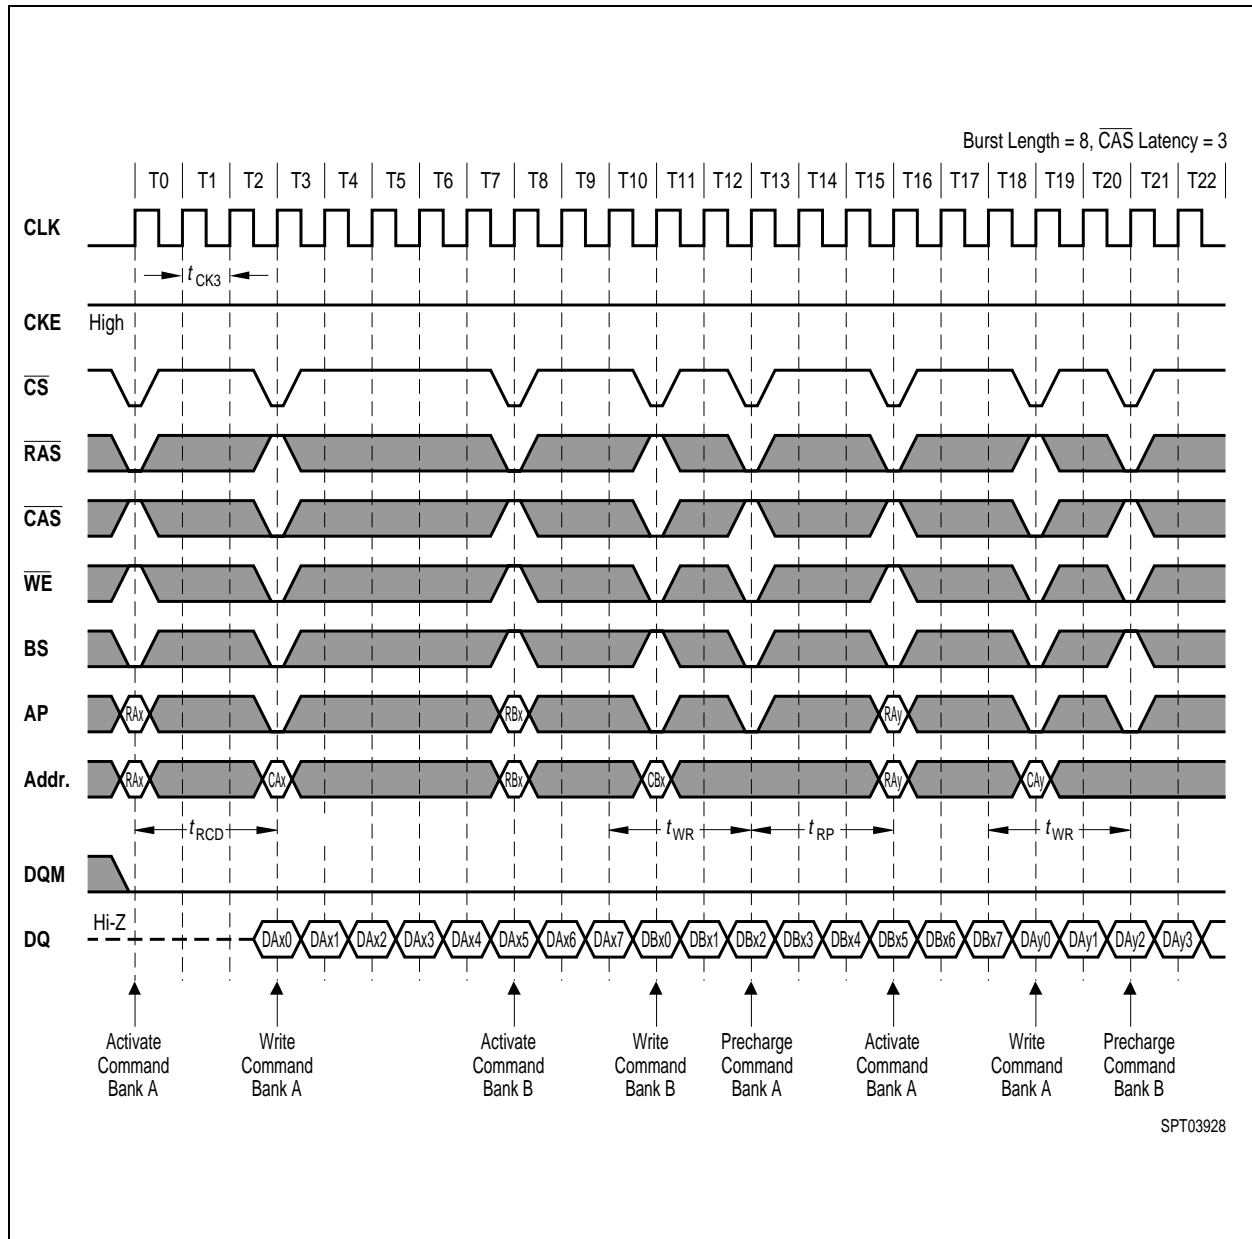 Burst Length = 8, CAS Latency = 3
T0 T1 T2 T3 T4 T5 T6 T7 T8 T9 T10 T11 T12 T13 T14 T15 T16 T17 T18 T19 T20 T21 T22
CLK
t CK3
CKE High
CS
RAS
CAS
WE
BS
AP RAx RBx RAy
Addr. RAx CAx RBx CBx RAy CAy
t RCD t WR t RP t WR
DQM
Hi-Z
DQ DAx0 DAx1 DAx2 DAx3 DAx4 DAx5 DAx6 DAx7 DBx0 DBx1 DBx2 DBx3 DBx4 DBx5 DBx6 DBx7 DAy0 DAy1 DAy2 DAy3
Activate Command Bank A
Write Command Bank A
Activate Command Bank B
Write Command Bank B
Precharge Command Bank A
Activate Command Bank A
Write Command Bank A
Precharge Command Bank B
SPT03928